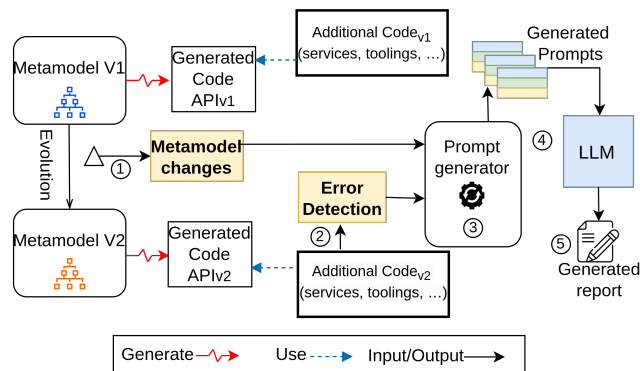 Metamodel V1
Generated
Code
APIv1
Additional Codev1
(services, toolings, ...)
Generated
Prompts
Evolution
1
Metamodel
changes
Error
Detection
2
Prompt
generator
3
4
LLM
5
Generated
report
Metamodel V2
Generated
Code
APIv2
Additional Codev2
(services, toolings, ...)
Generate
Use
Input/Output